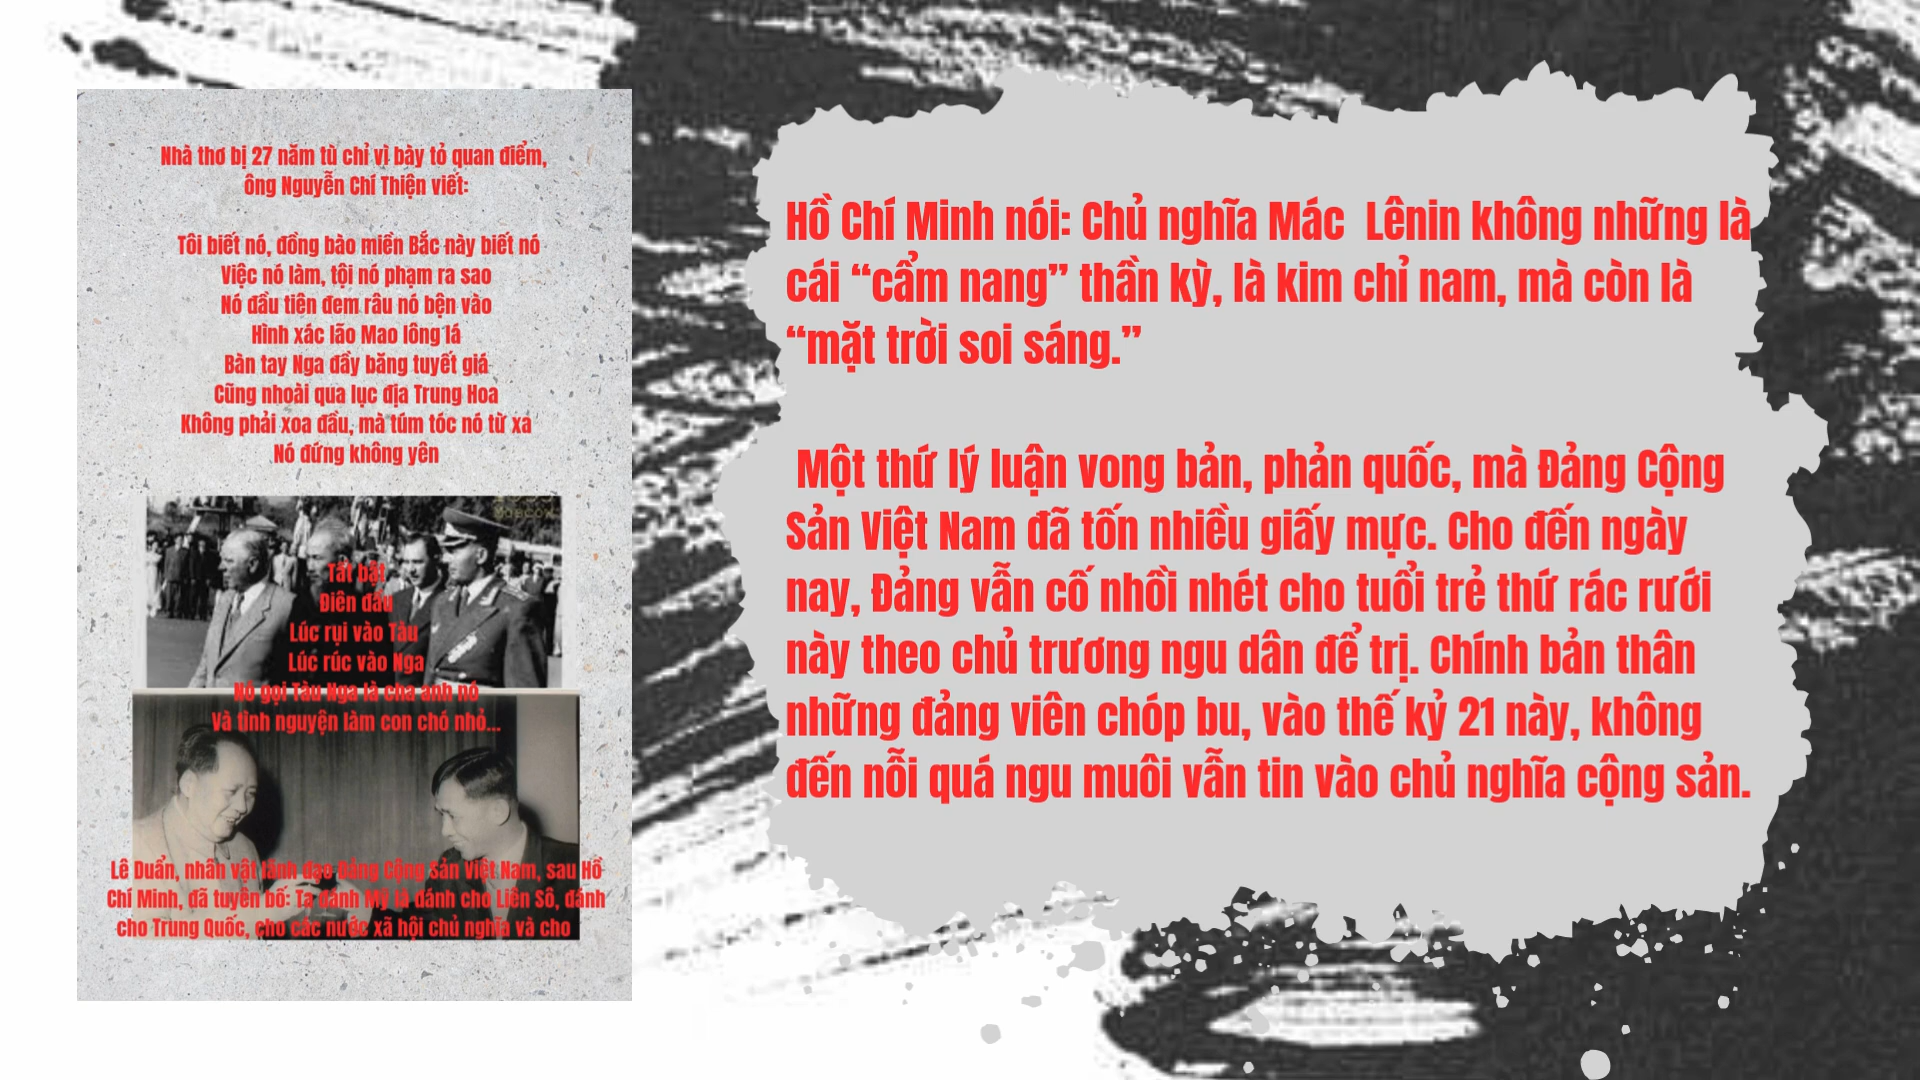 Nhà thơ bị 27 năm tù chỉ vì bày tỏ quan điểm,
ông Nguyễn Chí Thiện viết:
Tôi biết nó, đồng bào miền Bắc này biết nó
Việc nó làm, tội nó phạm ra sao
Nó đầu tiên đem râu nó bện vào
Hình xác lão Mao lông lá
Bàn tay Nga đầy băng tuyết giá
Cũng nhoài qua lục địa Trung Hoa
Không phải xoa đầu, mà túm tóc nó từ xa
Nó đứng không yên
MOSCOW
Tất bật
Điên đầu
Lúc rụi vào Tàu
Lúc rúc vào Nga
Nó gọi Tàu Nga là cha anh nó
Và tình nguyện làm con chó nhỏ...
Lê Duẩn, nhân vật lãnh đạo Đảng Cộng Sản Việt Nam, sau Hồ
Chí Minh, đã tuyên bố: Ta đánh Mỹ là đánh cho Liên Sô, đánh
cho Trung Quốc, cho các nước xã hội chủ nghĩa và cho
Hồ Chí Minh nói: Chủ nghĩa Mác Lênin không những là
cái “cẩm nang” thần kỳ, là kim chỉ nam, mà còn là
“mặt trời soi sáng.”
Một thứ lý luận vong bản, phản quốc, mà Đảng Cộng
Sản Việt Nam đã tốn nhiều giấy mực. Cho đến ngày
nay, Đảng vẫn cố nhồi nhét cho tuổi trẻ thứ rác rưới
này theo chủ trương ngu dân để trị. Chính bản thân
những đảng viên chóp bu, vào thế kỷ 21 này, không
đến nỗi quá ngu muôi vẫn tin vào chủ nghĩa cộng sản.